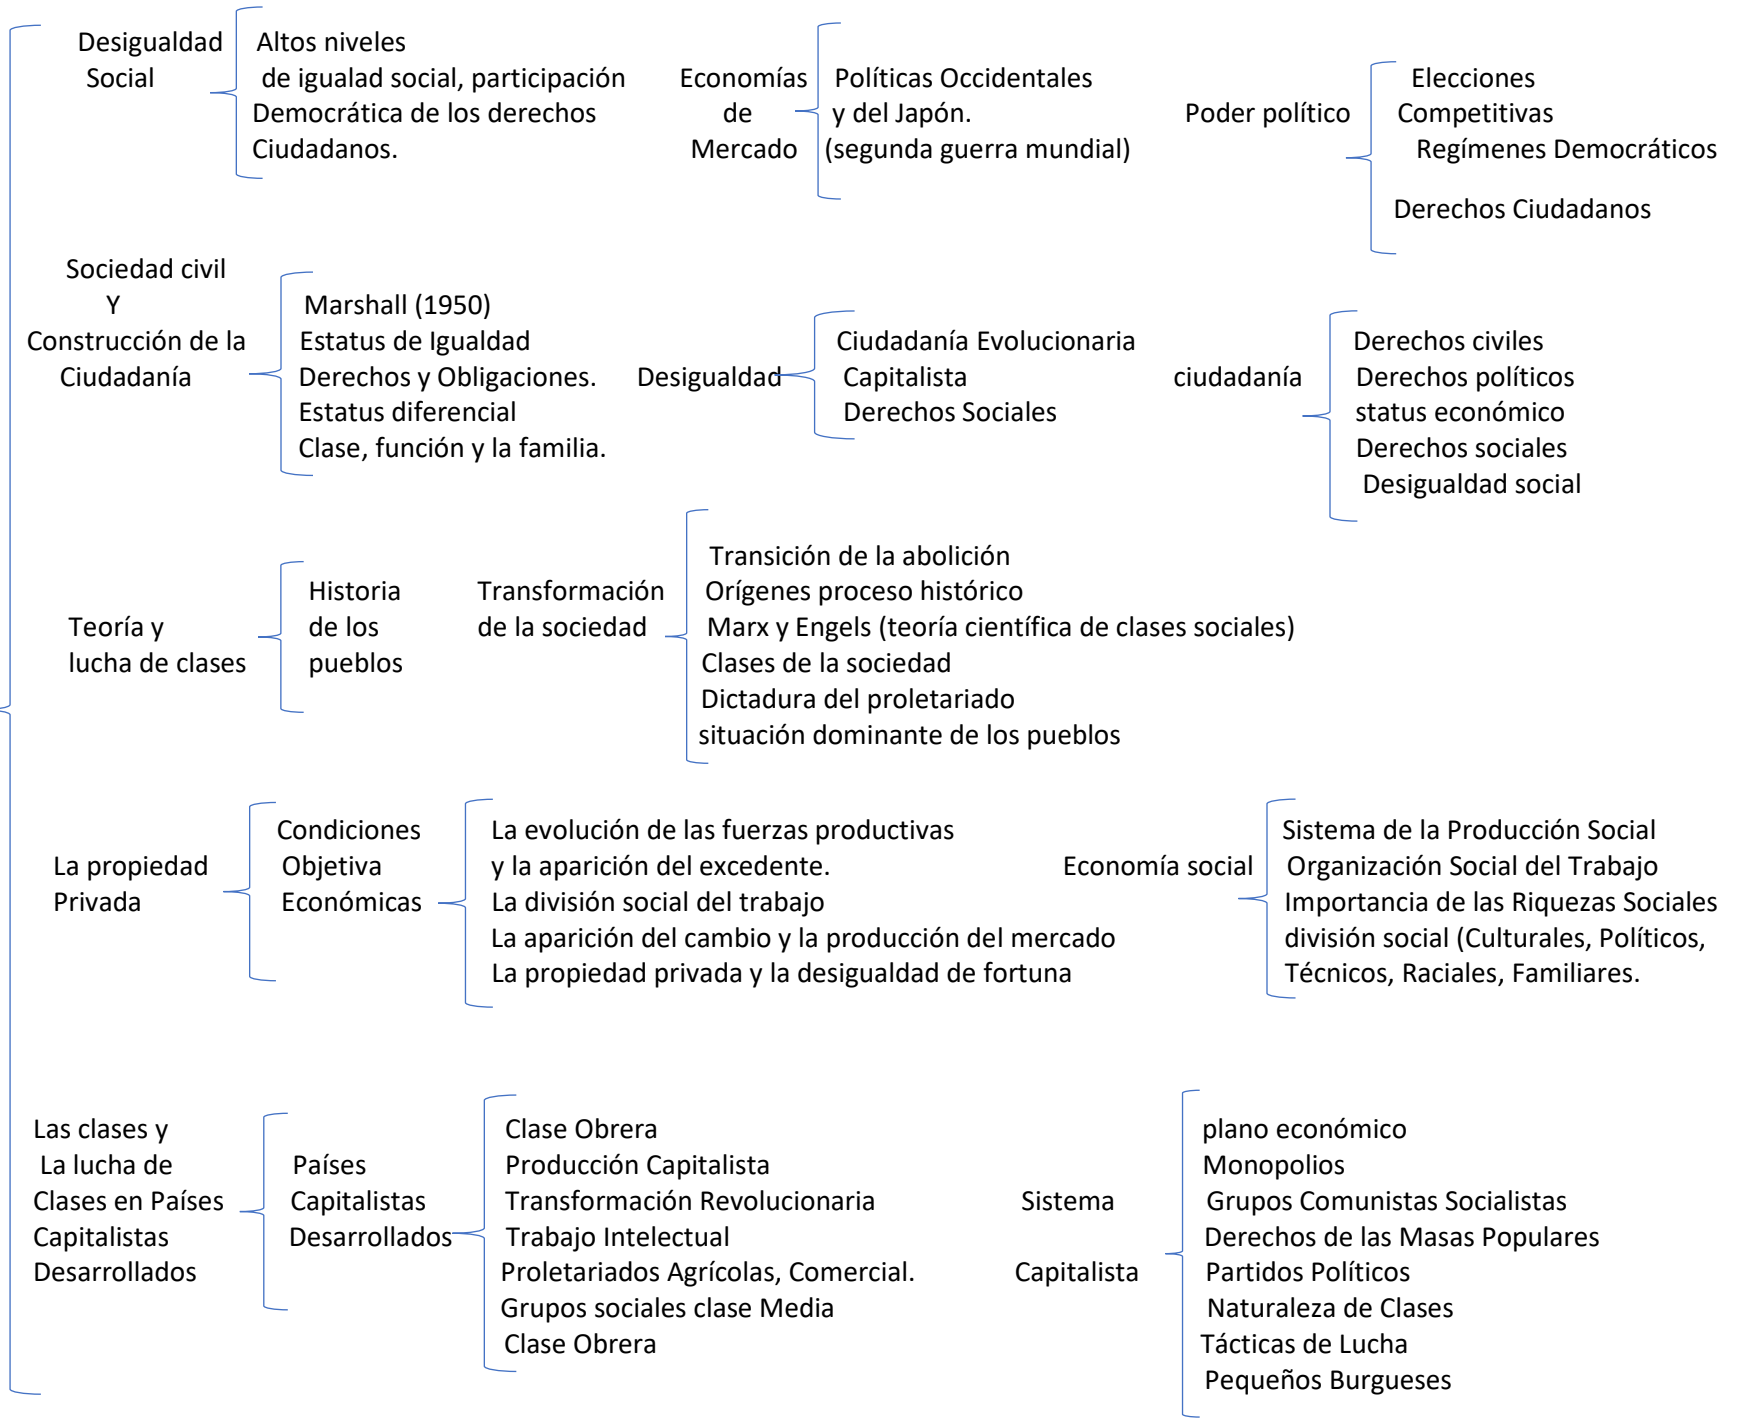 Desigualdad
Social
Altos niveles
de igualad social, participación
Democrática de los derechos
Ciudadanos.
Economías
de
Mercado
Políticas Occidentales
y del Japón.
(segunda guerra mundial)
Poder político
Elecciones
Competitivas
Regímenes Democráticos
Derechos Ciudadanos
Sociedad civil
Y
Construcción de la
Ciudadanía
Marshall (1950)
Estatus de Igualdad
Derechos y Obligaciones.
Estatus diferencial
Clase, función y la familia.
Desigualdad
Ciudadanía Evolucionaria
Capitalista
Derechos Sociales
ciudadanía
Derechos civiles
Derechos políticos
status económico
Derechos sociales
Desigualdad social
Teoría y
lucha de clases
Historia
de los
pueblos
Transformación
de la sociedad
Transición de la abolición
Orígenes proceso histórico
Marx y Engels (teoría científica de clases sociales)
Clases de la sociedad
Dictadura del proletariado
situación dominante de los pueblos
La propiedad
Privada
Condiciones
Objetiva
Económicas
La evolución de las fuerzas productivas
y la aparición del excedente.
La división social del trabajo
La aparición del cambio y la producción del mercado
La propiedad privada y la desigualdad de fortuna
Economía social
Sistema de la Producción Social
Organización Social del Trabajo
Importancia de las Riquezas Sociales
división social (Culturales, Políticos,
Técnicos, Raciales, Familiares.
Las clases y
La lucha de
Clases en Países
Capitalistas
Desarrollados
Países
Capitalistas
Desarrollados
Clase Obrera
Producción Capitalista
Transformación Revolucionaria
Trabajo Intelectual
Proletariados Agrícolas, Comercial.
Grupos sociales clase Media
Clase Obrera
Sistema
Capitalista
plano económico
Monopolios
Grupos Comunistas Socialistas
Derechos de las Masas Populares
Partidos Políticos
Naturaleza de Clases
Tácticas de Lucha
Pequeños Burgueses